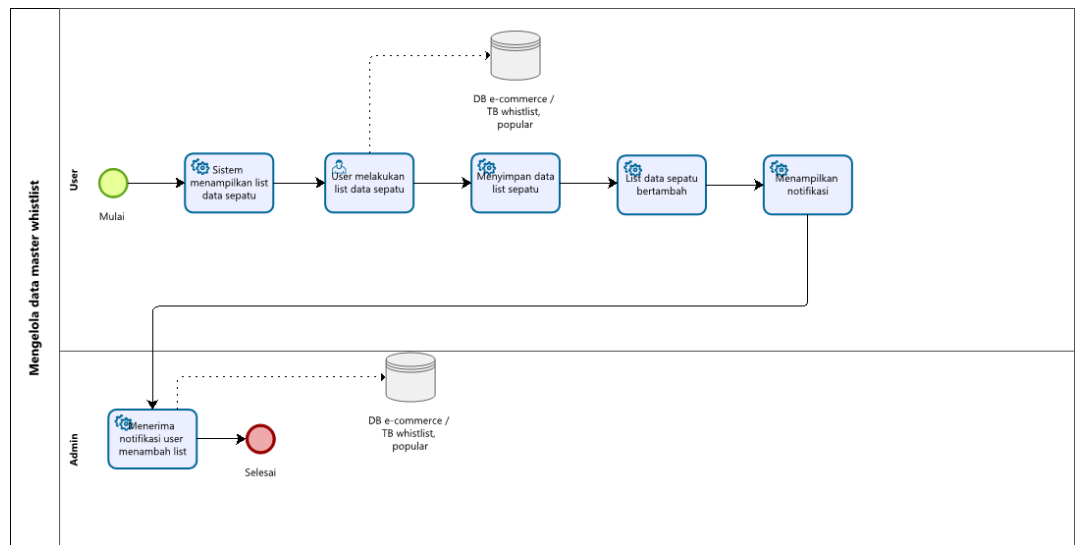 Mengelola data master whistlist
User
Mulai
Sistem
menampilkan list
data sepatu
User melakukan
list data sepatu
DB e-commerce /
TB whistlist,
popular
Menyimpan data
list sepatu
List data sepatu
bertambah
Menampilkan
notifikasi
Admin
Menerima
notifikasi user
menambah list
Selesai
DB e-commerce /
TB whistlist,
popular